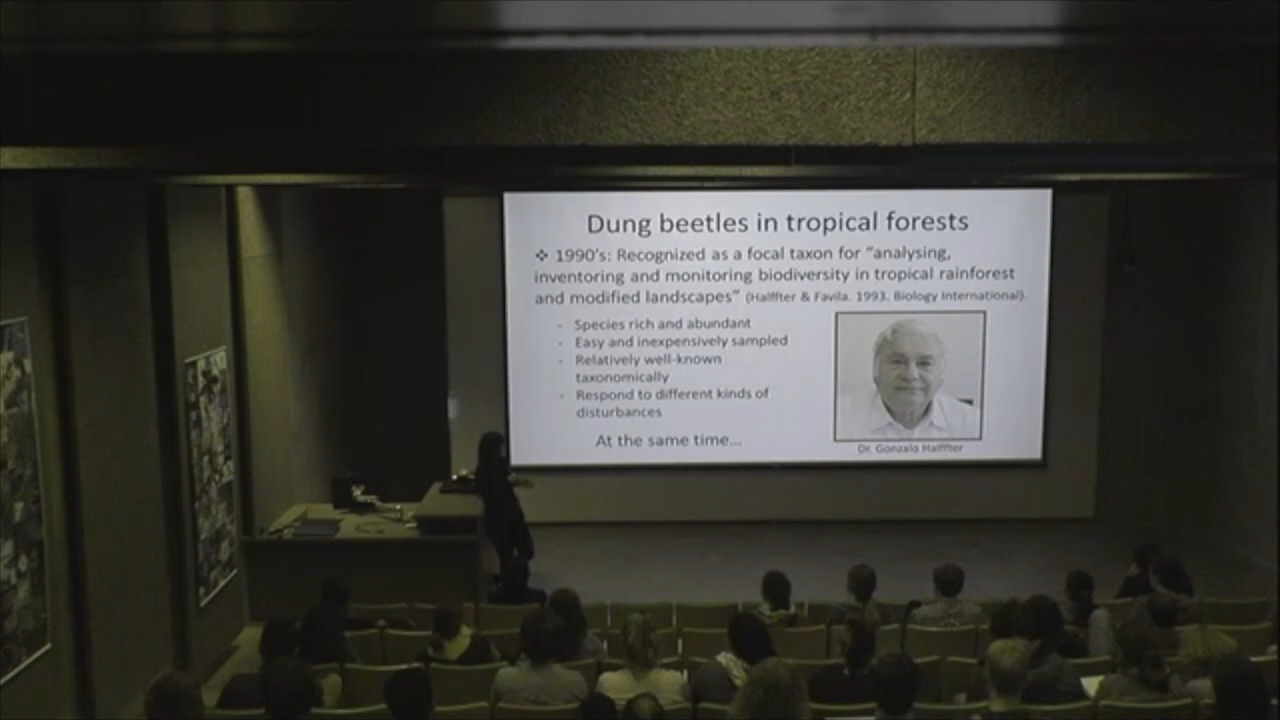 Dung beetles in tropical forests
❖ 1990's: Recognized as a focal taxon for "analysing,
inventoring and monitoring biodiversity in tropical rainforest
and modified landscapes" (Halffter & Favila. 1993. Biology International).
- Species rich and abundant
- Easy and inexpensively sampled
- Relatively well-known
taxonomically
- Respond to different kinds of
disturbances
At the same time...
Dr. Gonzalo Halffter